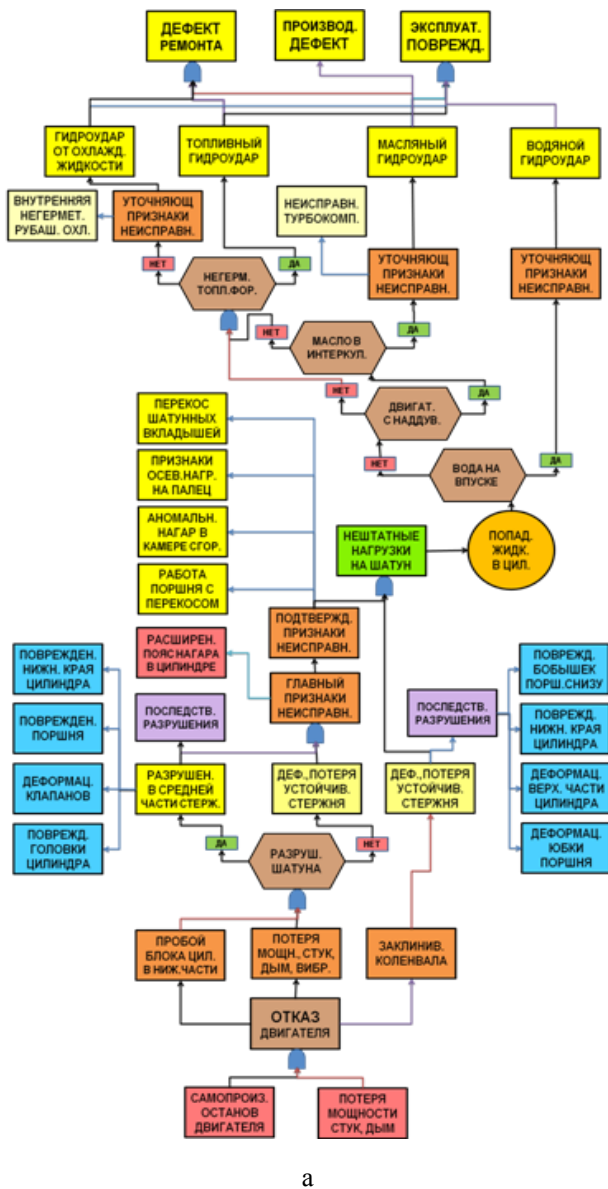 ДЕФЕКТ
РЕМОНТА
ПРОИЗВОД.
ДЕФЕКТ
ЭКСПЛУАТ.
ПОВРЕЖД.
ГИДРОУДАР
ОТ ОХЛАЖД.
ЖИДКОСТИ
ТОПЛИВНЫЙ
ГИДРОУДАР
МАСЛЯНЫЙ
ГИДРОУДАР
ВОДЯНОЙ
ГИДРОУДАР
ВНУТРЕННЯЯ
НЕГЕРМЕТ.
РУБАШ. ОХЛ.
УТОЧНЯЮЩ
ПРИЗНАКИ
НЕИСПРАВН.
НЕИСПРАВН.
ТУРБОКОМП.
УТОЧНЯЮЩ
ПРИЗНАКИ
НЕИСПРАВН.
УТОЧНЯЮЩ
ПРИЗНАКИ
НЕИСПРАВН.
НЕТ
НЕГЕРМ.
ТОПЛ.ФОР.
ДА
НЕТ
МАСЛО В
ИНТЕРКУЛ.
ДА
НЕТ
ДВИГАТ.
С НАДДУВ.
ДА
НЕТ
ВОДА НА
ВПУСКЕ
ДА
ПЕРЕКОС
ШАТУННЫХ
ВКЛАДЫШЕЙ
ПРИЗНАКИ
ОСЕВ.НАГР.
НА ПАЛЕЦ
АНОМАЛЬН.
НАГАР В
КАМЕРЕ СГОР.
РАБОТА
ПОРШНЯ С
ПЕРЕКОСОМ
НЕШТАТНЫЕ
НАГРУЗКИ
НА ШАТУН
ПОПАД.
ЖИДК.
В ЦИЛ.
ПОДТВЕРЖД.
ПРИЗНАКИ
НЕИСПРАВН.
РАСШИРЕН.
ПОЯС НАГАРА
В ЦИЛИНДРЕ
ГЛАВНЫЙ
ПРИЗНАК
НЕИСПРАВН.
ПОВРЕЖДЕН.
НИЖН. КРАЯ
ЦИЛИНДРА
ПОВРЕЖДЕН.
ПОРШНЯ
ДЕФОРМАЦ.
КЛАПАНОВ
ПОВРЕЖД.
ГОЛОВКИ
ЦИЛИНДРА
ПОСЛЕДСТВ.
РАЗРУШЕНИЯ
ПОСЛЕДСТВ.
РАЗРУШЕНИЯ
ПОВРЕЖД.
БОБЫШЕК
ПОРШ.СНИЗУ
ПОВРЕЖД.
НИЖН. КРАЯ
ЦИЛИНДРА
ДЕФОРМАЦ.
ВЕРХ. ЧАСТИ
ЦИЛИНДРА
ДЕФОРМАЦ.
ЮБКИ
ПОРШНЯ
РАЗРУШЕН.
В СРЕДНЕЙ
ЧАСТИ СТЕРЖ.
ДЕФ.,ПОТЕРЯ
УСТОЙЧИВ.
СТЕРЖНЯ
ДЕФ.,ПОТЕРЯ
УСТОЙЧИВ.
СТЕРЖНЯ
ДА
РАЗРУШ.
ШАТУНА
НЕТ
ПРОБОЙ
БЛОКА ЦИЛ.
В НИЖ.ЧАСТИ
ПОТЕРЯ
МОЩН., СТУК,
ДЫМ, ВИБР.
ЗАКЛИНИВ.
КОЛЕНВАЛА
ОТКАЗ
ДВИГАТЕЛЯ
САМОПРОИЗ.
ОСТАНОВ
ДВИГАТЕЛЯ
ПОТЕРЯ
МОЩНОСТИ
СТУК, ДЫМ
а